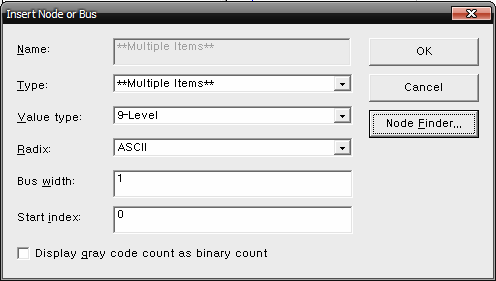 Insert Node or Bus
Name: **Multiple Items** OK
Type: **Multiple Items** Cancel
Value type: 9-Level Node Finder...
Radix: ASCII
Bus width: 1
Start index: 0
Display gray code count as binary count